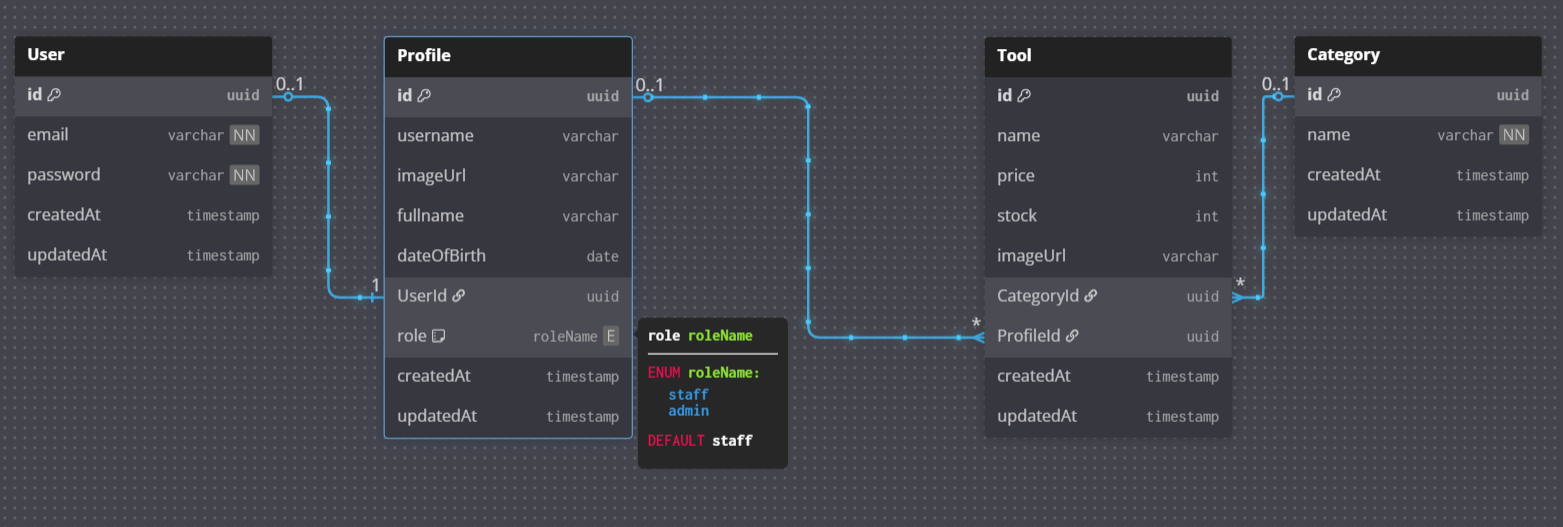 User
id uuid
email varchar NN
password varchar NN
createdAt timestamp
updatedAt timestamp
0..1
1
Profile
id uuid
username varchar
imageUrl varchar
fullname varchar
dateOfBirth date
UserId uuid
role roleName E
createdAt timestamp
updatedAt timestamp
0..1
*
role roleName
ENUM roleName:
staff
admin
DEFAULT staff
Tool
id uuid
name varchar
price int
stock int
imageUrl varchar
CategoryId uuid
ProfileId uuid
createdAt timestamp
updatedAt timestamp
0..1
*
Category
id uuid
name varchar NN
createdAt timestamp
updatedAt timestamp